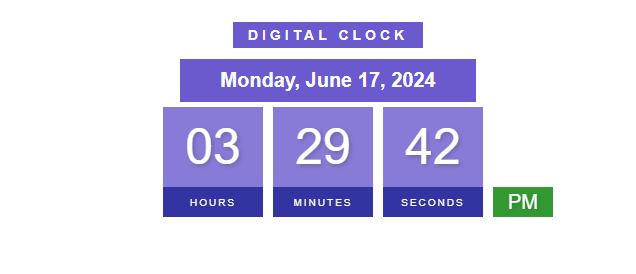 DIGITAL CLOCK
Monday, June 17, 2024
03 29 42
HOURS MINUTES SECONDS PM